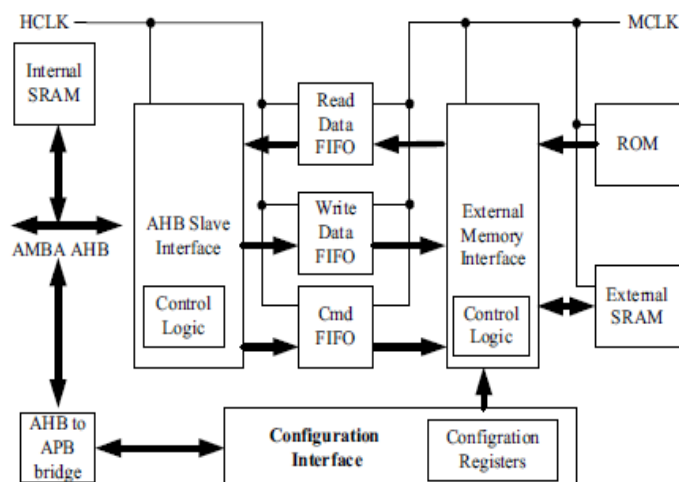 HCLK
MCLK
Internal
SRAM
Read
Data
FIFO
ROM
AHB Slave
Interface
Write
Data
FIFO
External
Memory
Interface
AMBA AHB
Control
Logic
Cmd
FIFO
Control
Logic
External
SRAM
AHB to
APB
bridge
Configuration
Interface
Configration
Registers